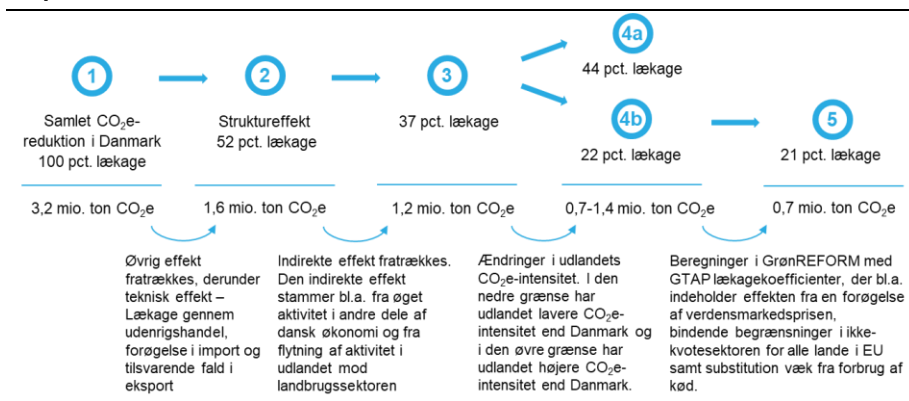 1
Samlet CO₂e-
reduktion i Danmark
100 pct. lækage
3,2 mio. ton CO₂e
2
Struktureffekt
52 pct. lækage
1,6 mio. ton CO₂e
3
37 pct. lækage
1,2 mio. ton CO₂e
4a
44 pct. lækage
4b
22 pct. lækage
0,7-1,4 mio. ton CO₂e
5
21 pct. lækage
0,7 mio. ton CO₂e
Øvrig effekt
fratrækkes, derunder
teknisk effekt –
Lækage gennem
udenrigshandel,
forøgelse i import og
tilsvarende fald i
eksport
Indirekte effekt fratrækkes.
Den indirekte effekt
stammer bl.a. fra øget
aktivitet i andre dele af
dansk økonomi og fra
flytning af aktivitet i
udlandet mod
landbrugssektoren
Ændringer i udlandets
CO₂e-intensitet. I den
nedre grænse har
udlandet lavere CO₂e-
intensitet end Danmark og
i den øvre grænse har
udlandet højere CO₂e-
intensitet end Danmark.
Beregninger i GrønREFORM med
GTAP lækagekoefficienter, der bl.a.
indeholder effekten fra en forøgelse
af verdensmarkedsprisen,
bindende begrænsninger i ikke-
kvotesektoren for alle lande i EU
samt substitution væk fra forbrug af
kød.